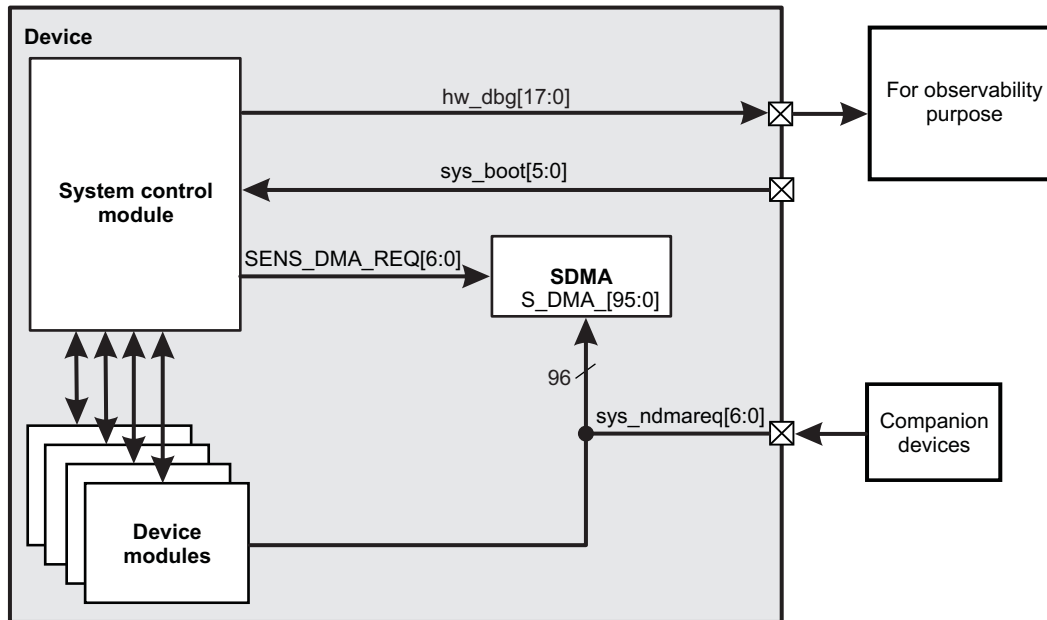 Device
hw_dbg[17:0]
For observability
purpose
sys_boot[5:0]
System control
module
SENS_DMA_REQ[6:0]
SDMA
S_DMA_[95:0]
96
sys_ndmareq[6:0]
Companion
devices
Device
modules